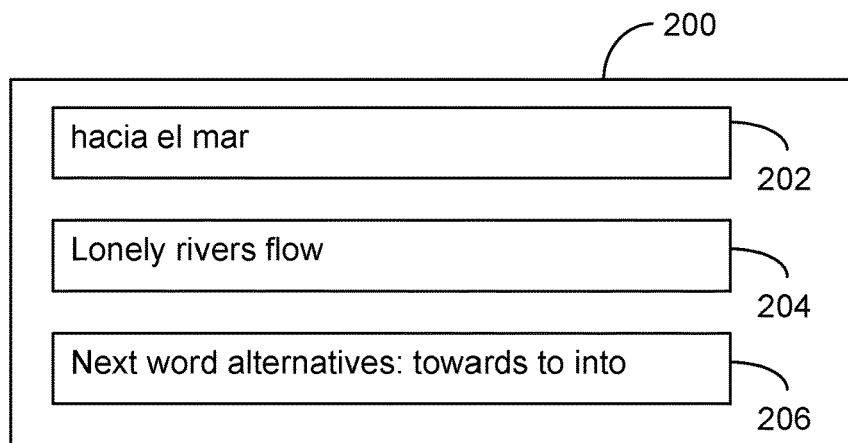 200
hacia el mar
202
Lonely rivers flow
204
Next word alternatives: towards to into
206